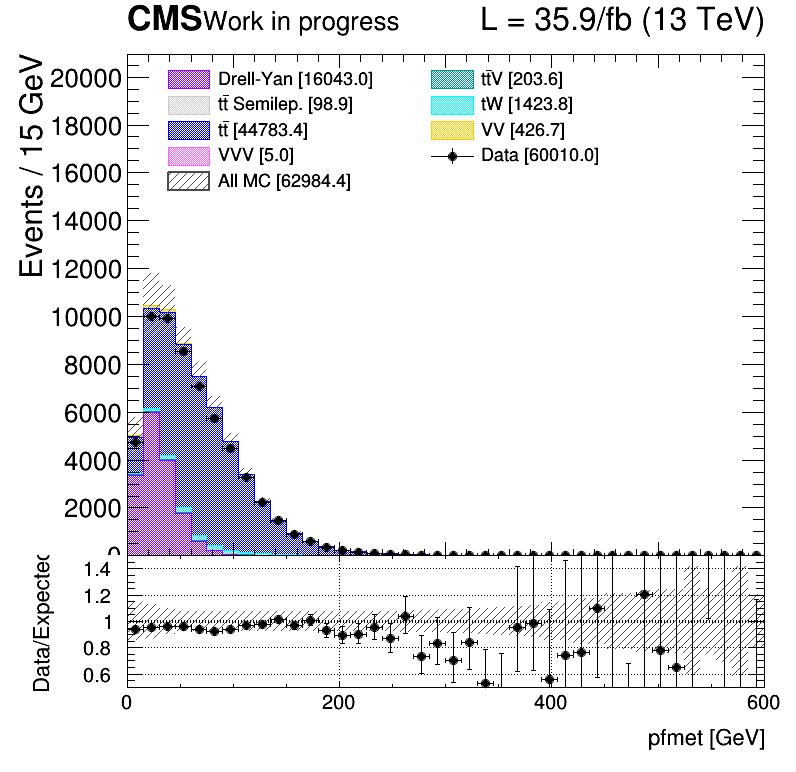 CMS Work in progress L = 35.9/fb (13 TeV)
Events / 15 GeV
20000
18000
16000
14000
12000
10000
8000
6000
4000
2000
0
Drell-Yan [16043.0]
tt̄ Semilep. [98.9]
tt̄ [44783.4]
VVV [5.0]
All MC [62984.4]
tt̄V [203.6]
tW [1423.8]
VV [426.7]
Data [60010.0]
Data/Expected
1.4
1.2
1
0.8
0.6
0 200 400 600
pfmet [GeV]